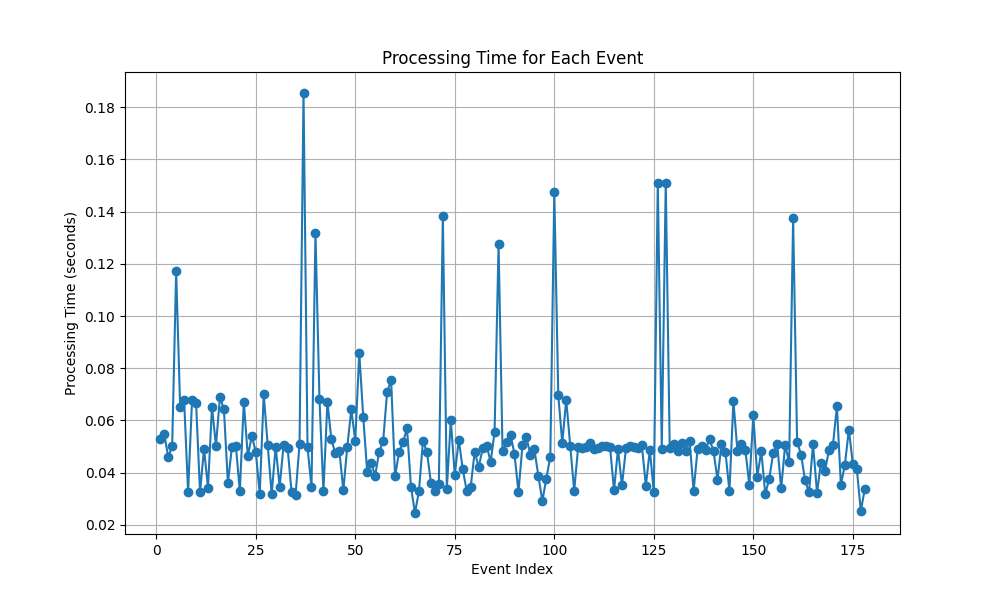 Processing Time for Each Event
Processing Time (seconds)
0.18
0.16
0.14
0.12
0.10
0.08
0.06
0.04
0.02
0 25 50 75 100 125 150 175
Event Index